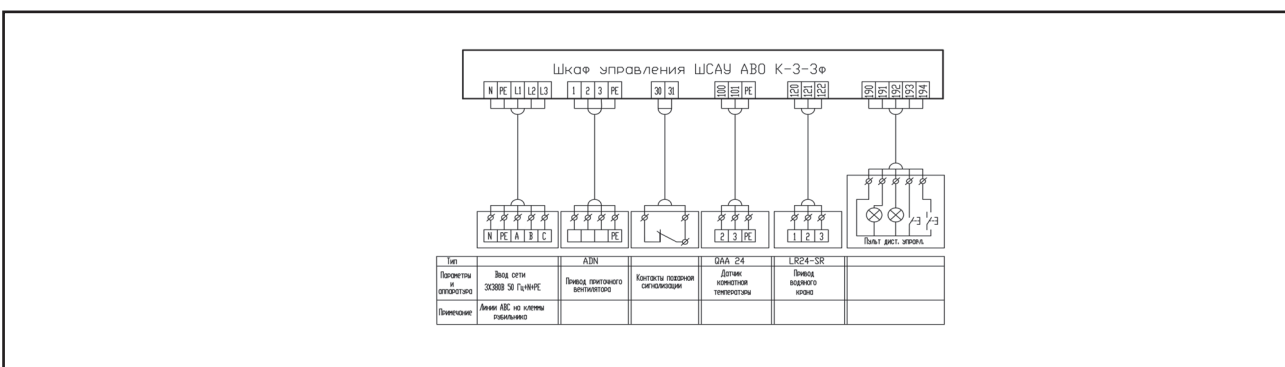 Шкаф управления ШСАУ АВО К-3-3ф
N PE L1 L2 L3
1 2 3 PE
30 31
100 101 PE
120 121 122
190 191 192 193 194
N PE A B C
PE
2 3 PE
1 2 3
Пульт дист. управл.
Тип
ADN
QAA 24
LR24-SR
Параметры
и
аппаратура
Ввод сети
3X380В 50 Гц+N+PE
Привод приточного
вентилятора
Контакты пожарной
сигнализации
Датчик
комнатной
температуры
Привод
водяного
крана
Примечание
Линии АВС на клеммы
рубильника